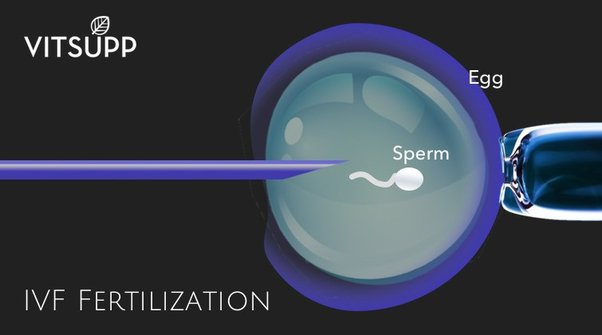 VITSUPP
Egg
Sperm
IVF Fertilization